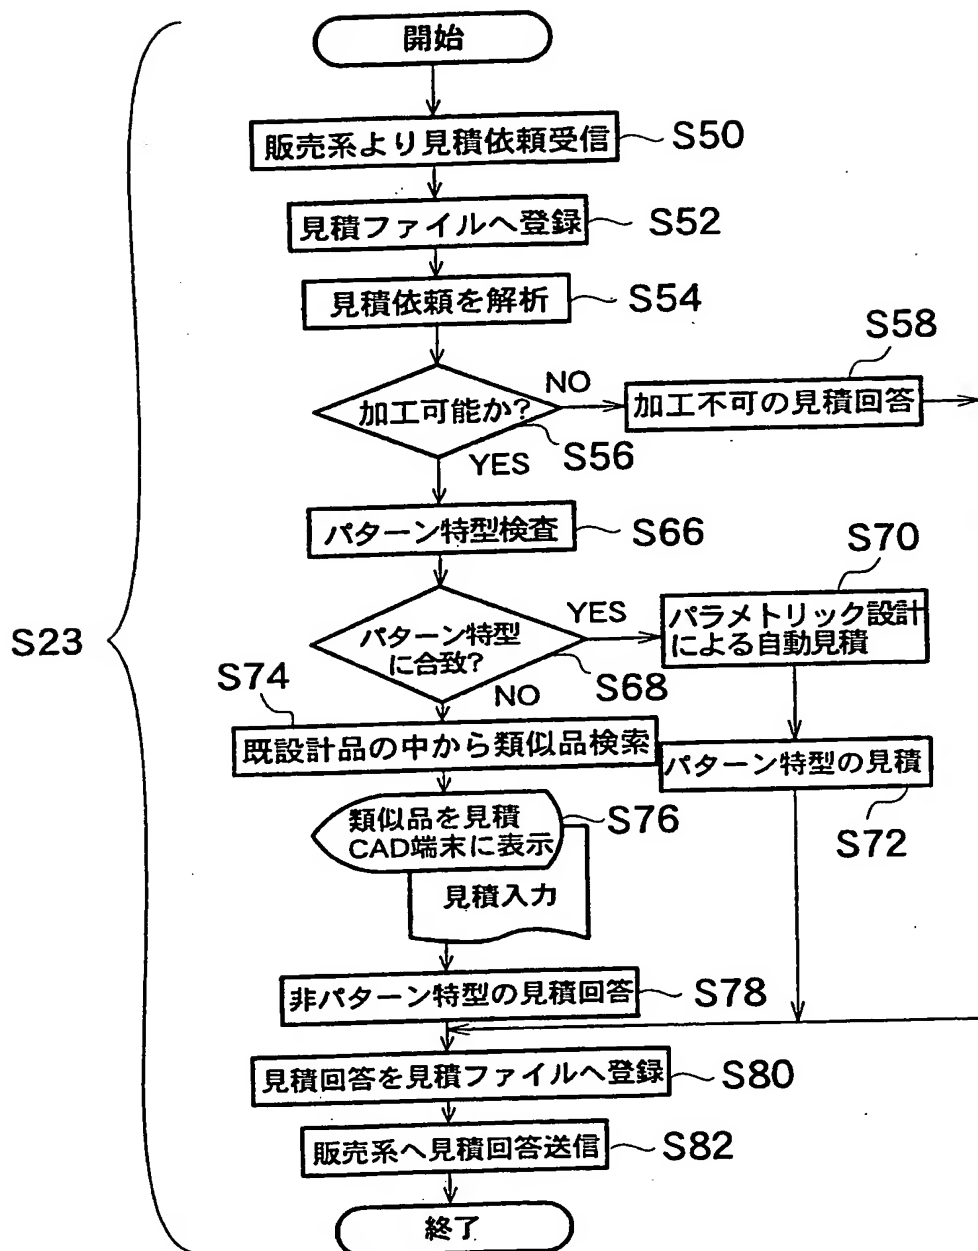 開始
販売系より見積依頼受信
S50
見積ファイルへ登録
S52
見積依頼を解析
S54
S58
加工可能か?
NO
加工不可の見積回答
S56
YES
パターン特型検査
S66
S70
パターン特型
に合致?
YES
パラメトリック設計
による自動見積
S23
S68
S74
NO
既設計品の中から類似品検索
パターン特型の見積
S72
類似品を見積
CAD端末に表示
S76
見積入力
非パターン特型の見積回答
S78
見積回答を見積ファイルへ登録
S80
販売系へ見積回答送信
S82
終了